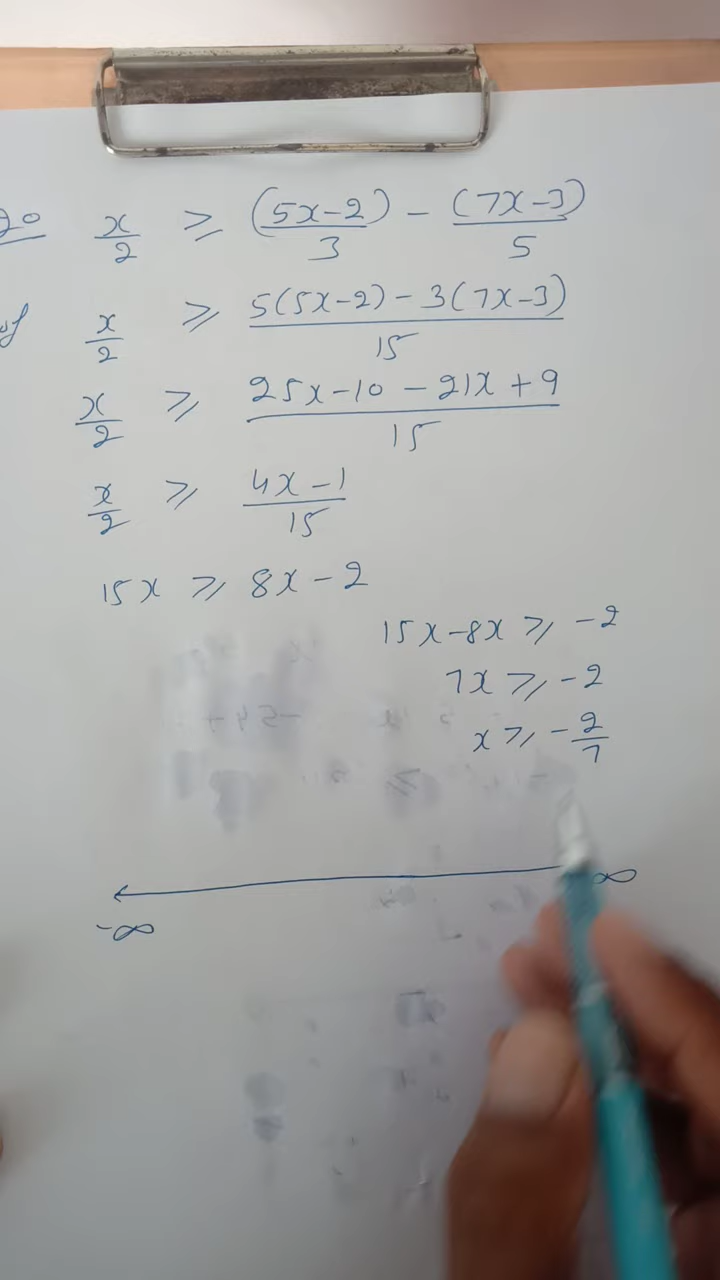 20 x/2 ⩾ (5x-2)/3 - (7x-3)/5
x/2 ⩾ 5(5x-2) - 3(7x-3)/15
x/2 ⩾ 25x-10 - 21x + 9/15
x/2 ⩾ 4x-1/15
15x ⩾ 8x - 2
15x-8x ⩾ -2
7x ⩾ -2
x ⩾ -2/7
-∞ ∞